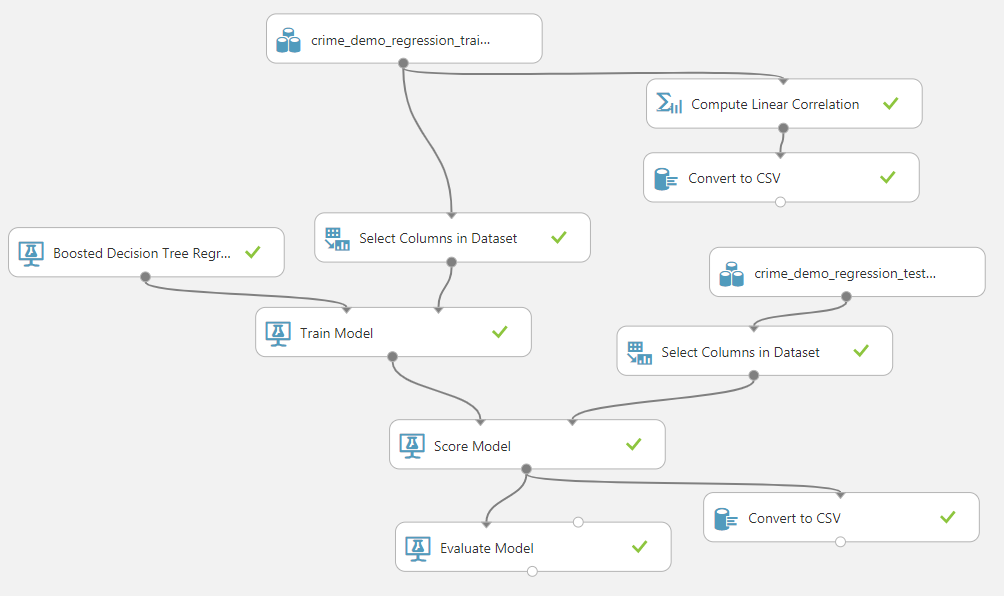 crime_demo_regression_trai...
Compute Linear Correlation
Convert to CSV
Select Columns in Dataset
Boosted Decision Tree Regr...
crime_demo_regression_test...
Train Model
Select Columns in Dataset
Score Model
Convert to CSV
Evaluate Model